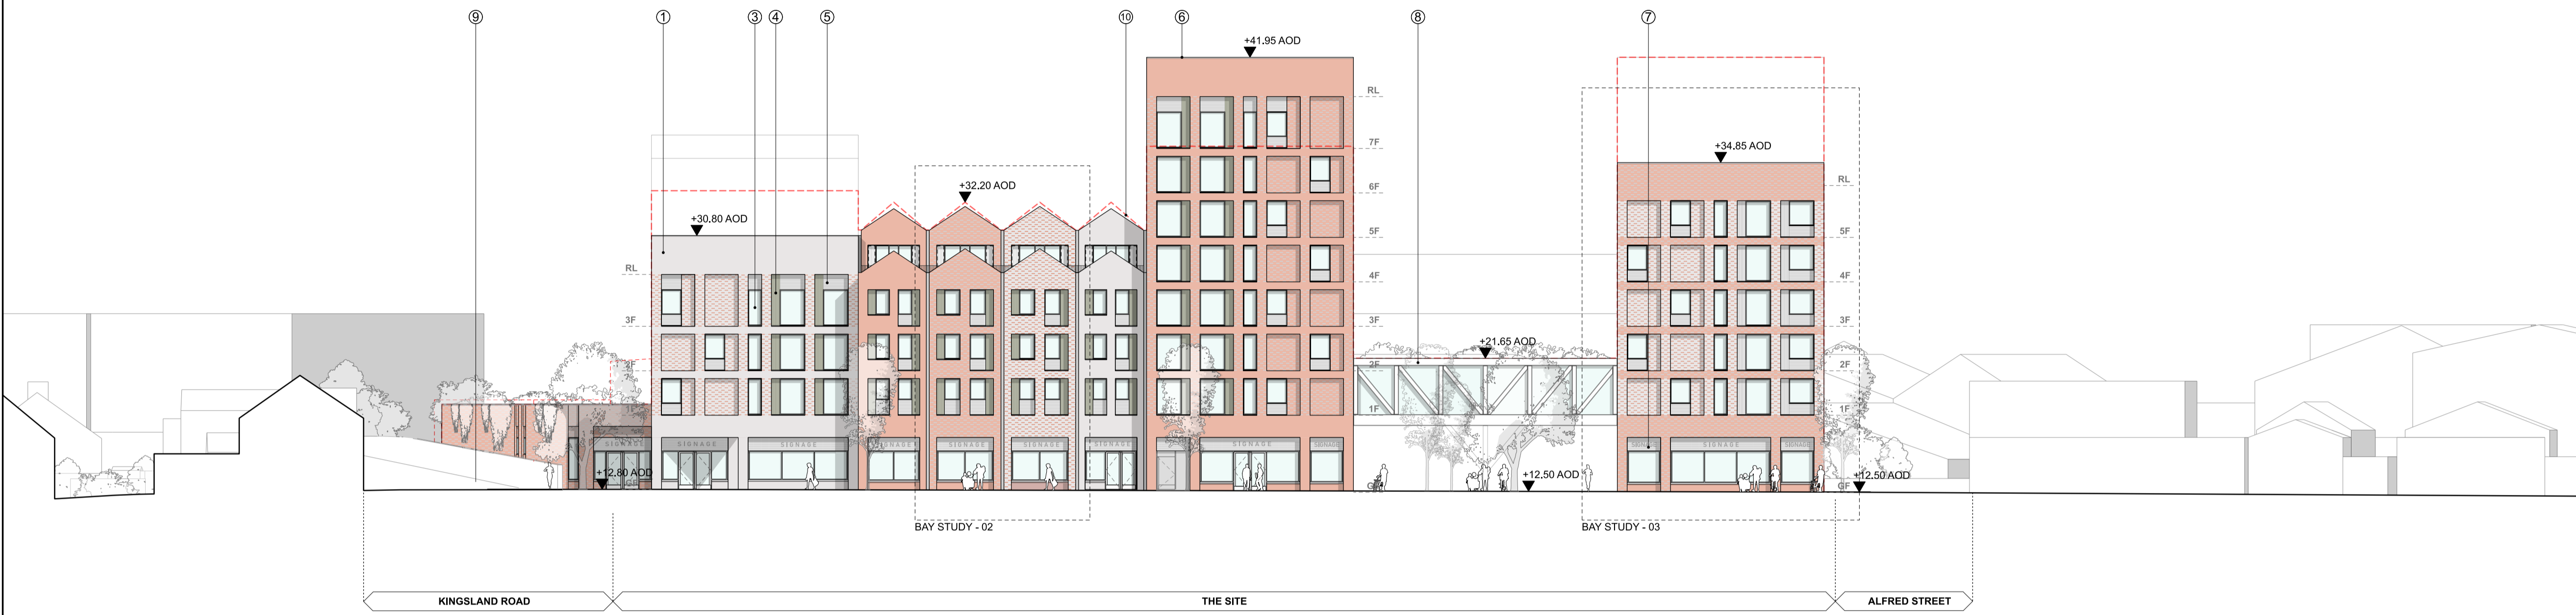 9 1 3 4 5 10 6 8 7
+41.95 AOD
RL
7F
+34.85 AOD
+32.20 AOD
6F
RL
+30.80 AOD
5F
5F
RL
4F
4F
3F
3F
3F
+21.65 AOD
2F
2F
2F
1F
1F
SIGNAGE SIGNAGE SIGNAGE SIGNAGE SIGNAGE SIGNAGE SIGNAGE SIGNAGE SIGNAGE SIGNAGE SIGNAGE SIGNAGE
+12.80 AOD
+12.50 AOD
+12.50 AOD
GF
GF
BAY STUDY - 02
BAY STUDY - 03
KINGSLAND ROAD
THE SITE
ALFRED STREET